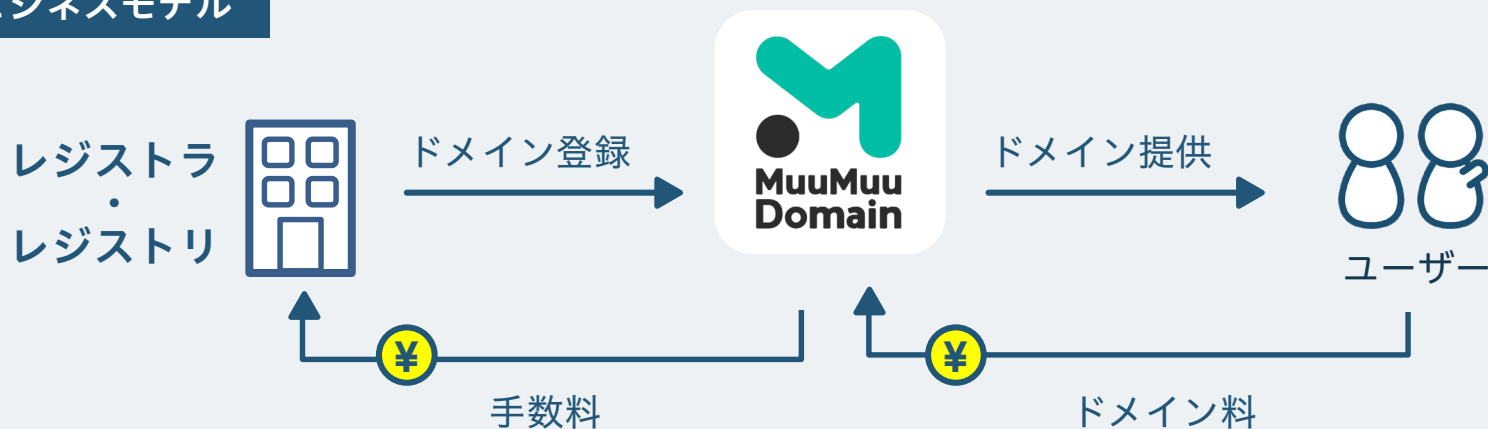 ビジネスモデル
レジストラ
・
レジストリ
ドメイン登録
MuuMuu
Domain
ドメイン提供
ユーザー
¥
¥
手数料
ドメイン料